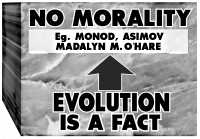 NO MORALITY
Eg. MONOD, ASIMOV
MADALYN M. O'HARE
EVOLUTION
IS A FACT